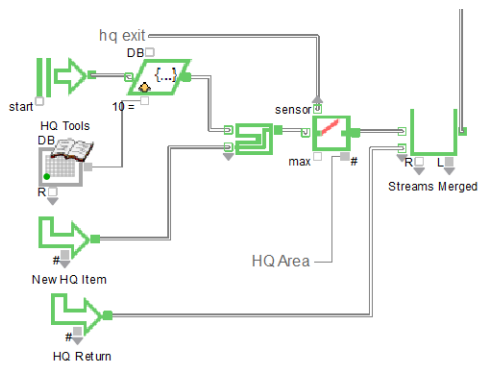 hq exit
DB
{...}
start
10 =
sensor
HQ Tools
DB
max
#
R
L
Streams Merged
R
HQ Area
#
New HQ Item
#
HQ Return